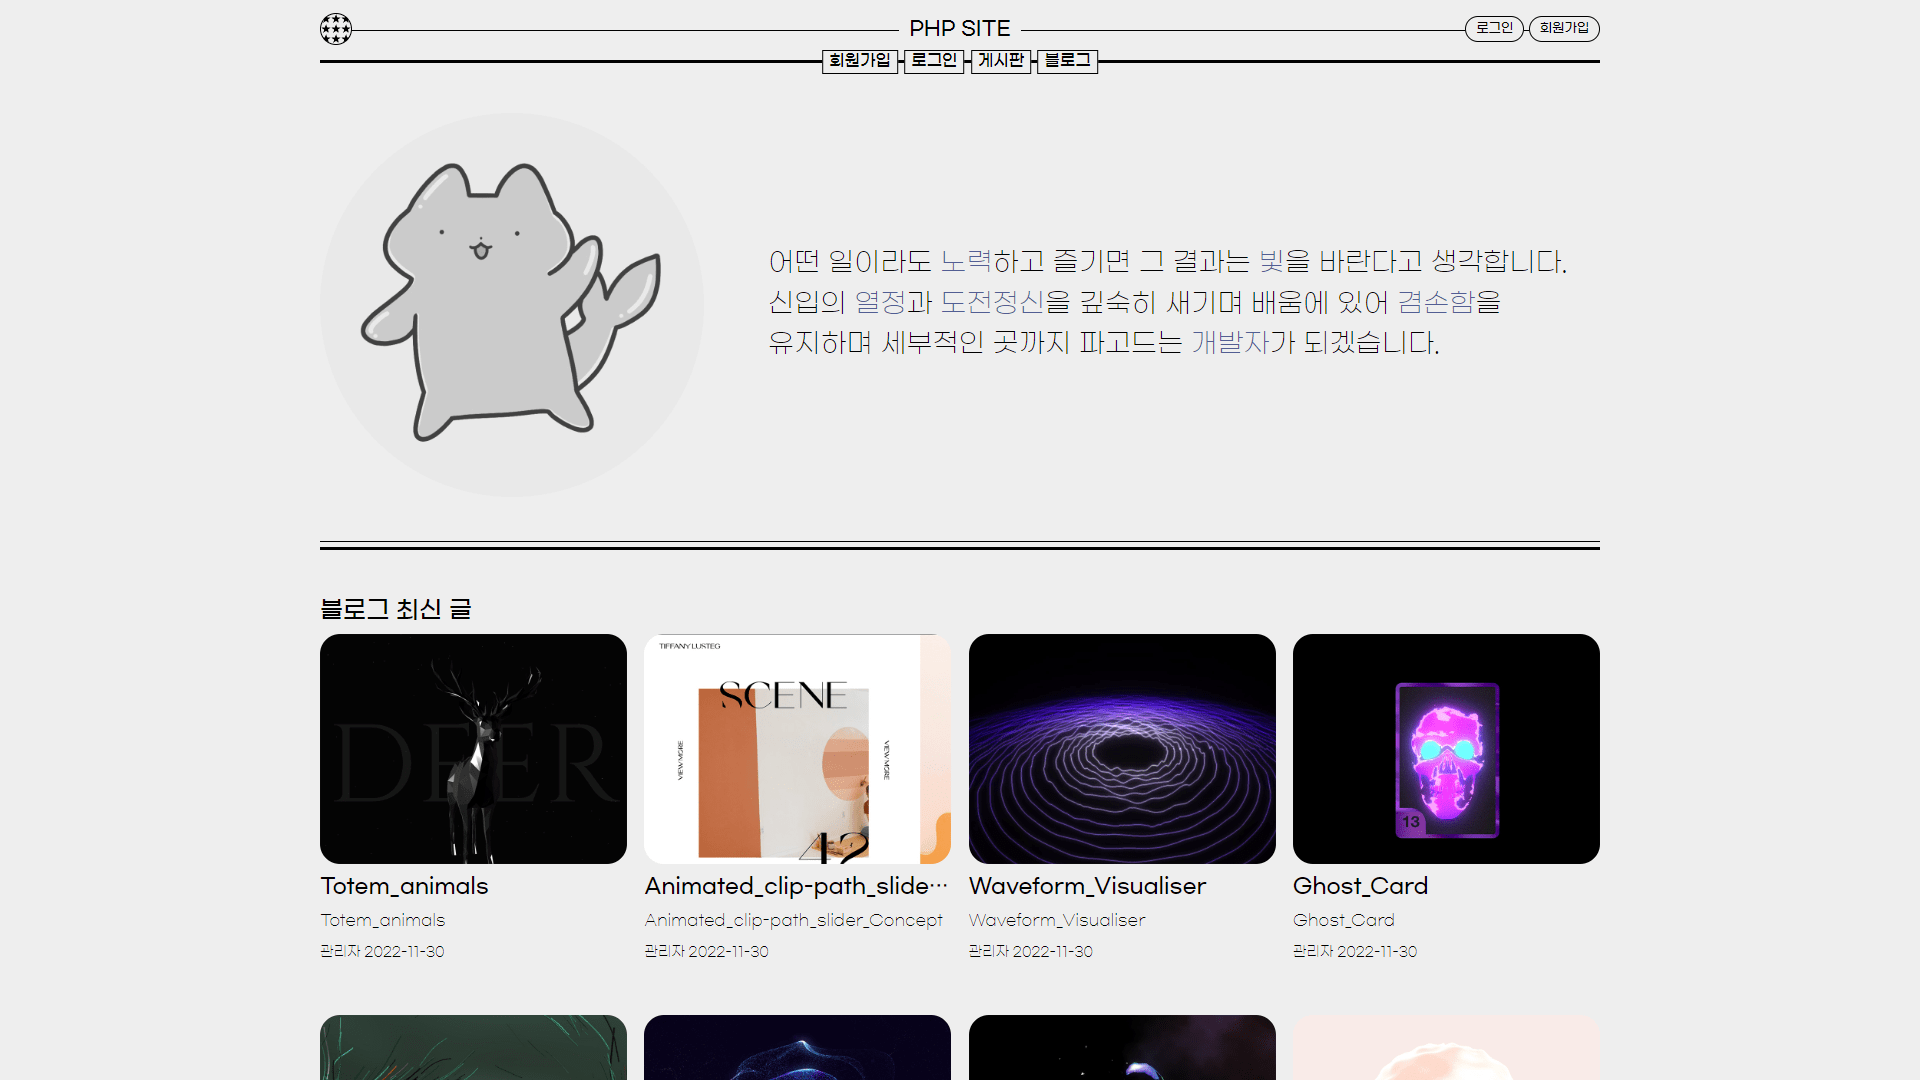 PHP SITE
로그인
회원가입
회원가입
로그인
게시판
블로그
어떤 일이라도 노력하고 즐기면 그 결과는 빛을 바란다고 생각합니다.
신입의 열정과 도전정신을 깊숙히 새기며 배움에 있어 겸손함을
유지하며 세부적인 곳까지 파고드는 개발자가 되겠습니다.
블로그 최신 글
DEER
TIFFANY LUSTEG
SCENE
VIEW MORE
VIEW MORE
42
13
Totem_animals
Animated_clip-path_slide…
Waveform_Visualiser
Ghost_Card
Totem_animals
Animated_clip-path_slider_Concept
Waveform_Visualiser
Ghost_Card
관리자 2022-11-30
관리자 2022-11-30
관리자 2022-11-30
관리자 2022-11-30